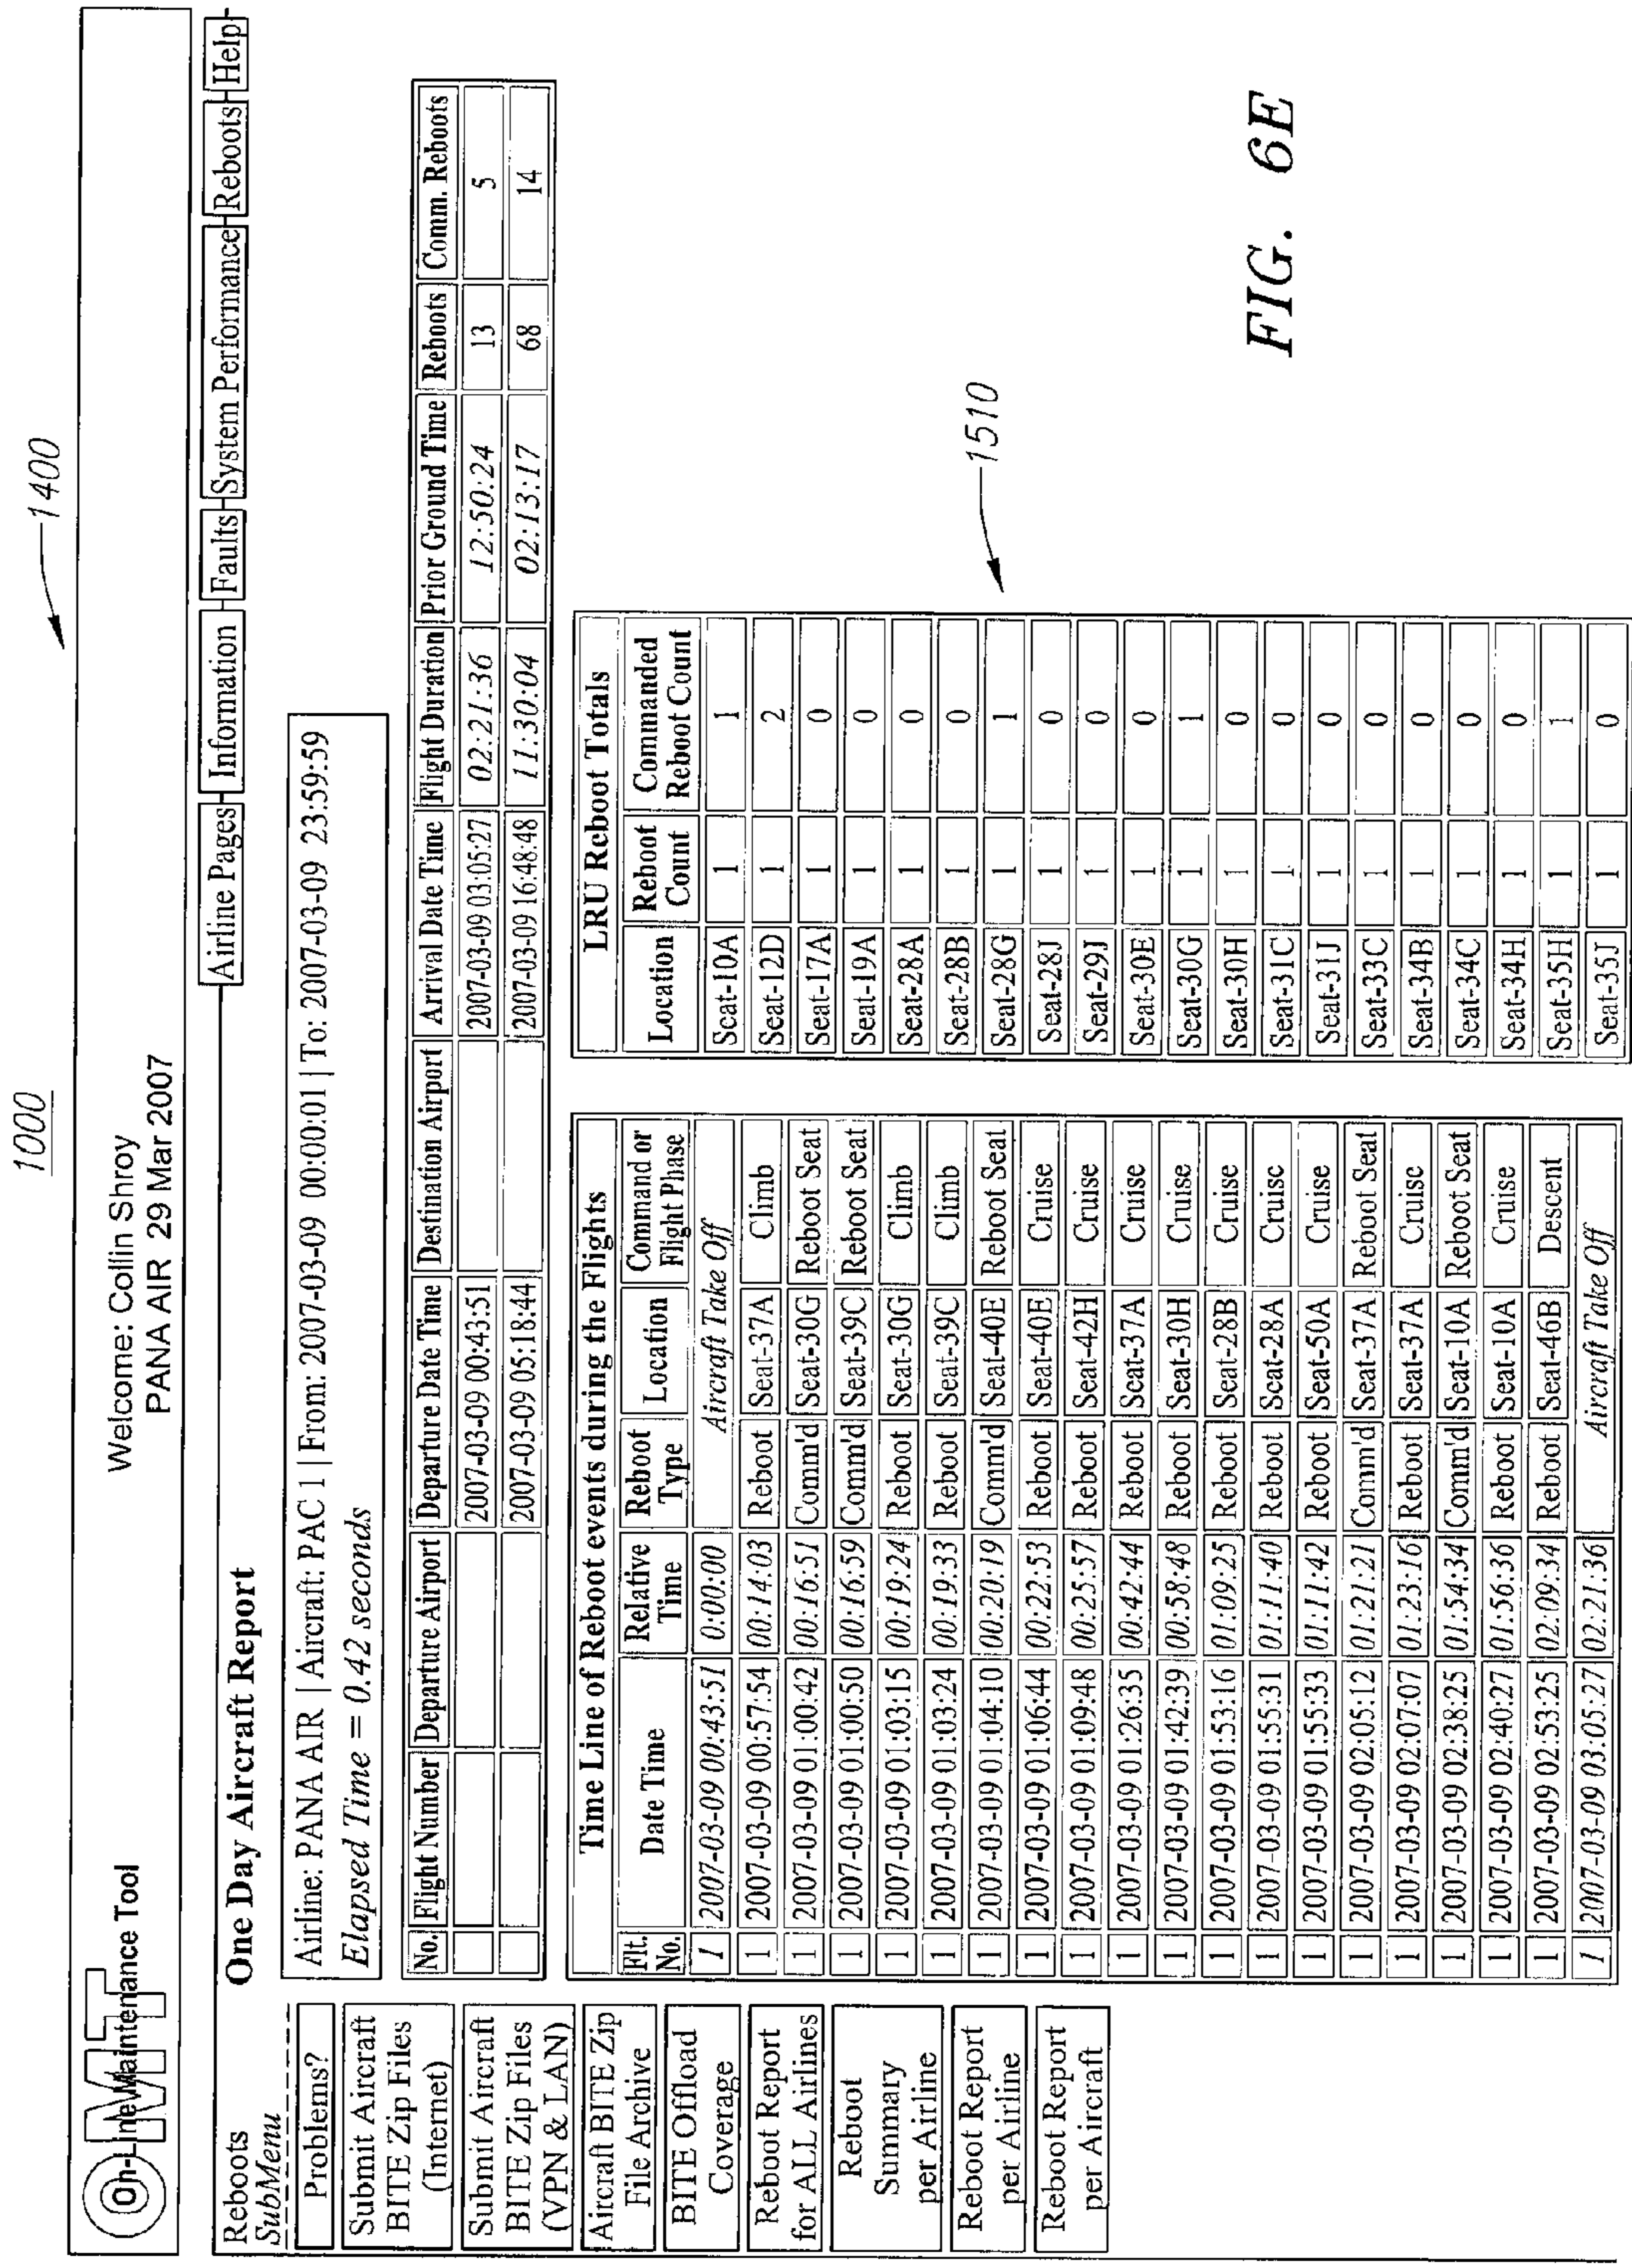 1000
1400
OMT
On-Line Maintenance Tool
Welcome: Collin Shroy
PANA AIR 29 Mar 2007
Airline Pages Information Faults System Performance Reboots Help
Reboots
SubMenu
Problems?
Submit Aircraft
BITE Zip Files
(Internet)
Submit Aircraft
BITE Zip Files
(VPN & LAN)
Aircraft BITE Zip
File Archive
BITE Offload
Coverage
Reboot Report
for ALL Airlines
Reboot
Summary
per Airline
Reboot Report
per Airline
Reboot Report
per Aircraft
One Day Aircraft Report
Airline: PANA AIR | Aircraft: PAC 1 | From: 2007-03-09 00:00:01 | To: 2007-03-09 23:59:59
Elapsed Time = 0.42 seconds
No. Flight Number Departure Airport Departure Date Time Destination Airport Arrival Date Time Flight Duration Prior Ground Time Reboots Comm. Reboots
2007-03-09 00:43:51 2007-03-09 03:05:27 02:21:36 12:50:24 13 5
2007-03-09 05:18:44 2007-03-09 16:48:48 11:30:04 02:13:17 68 14
Time Line of Reboot events during the Flights
Flt. No. Date Time Relative Time Reboot Type Location Command or Flight Phase
1 2007-03-09 00:43:51 0:00:00 Aircraft Take Off
1 2007-03-09 00:57:54 00:14:03 Reboot Seat-37A Climb
1 2007-03-09 01:00:42 00:16:51 Comm'd Seat-30G Reboot Seat
1 2007-03-09 01:00:50 00:16:59 Comm'd Seat-39C Reboot Seat
1 2007-03-09 01:03:15 00:19:24 Reboot Seat-30G Climb
1 2007-03-09 01:03:24 00:19:33 Reboot Seat-39C Climb
1 2007-03-09 01:04:10 00:20:19 Comm'd Seat-40E Reboot Seat
1 2007-03-09 01:06:44 00:22:53 Reboot Seat-40E Cruise
1 2007-03-09 01:09:48 00:25:57 Reboot Seat-42H Cruise
1 2007-03-09 01:26:35 00:42:44 Reboot Seat-37A Cruise
1 2007-03-09 01:42:39 00:58:48 Reboot Seat-30H Cruise
1 2007-03-09 01:53:16 01:09:25 Reboot Seat-28B Cruise
1 2007-03-09 01:55:31 01:11:40 Reboot Seat-28A Cruise
1 2007-03-09 01:55:33 01:11:42 Reboot Seat-50A Cruise
1 2007-03-09 02:05:12 01:21:21 Comm'd Seat-37A Reboot Seat
1 2007-03-09 02:07:07 01:23:16 Reboot Seat-37A Cruise
1 2007-03-09 02:38:25 01:54:34 Comm'd Seat-10A Reboot Seat
1 2007-03-09 02:40:27 01:56:36 Reboot Seat-10A Cruise
1 2007-03-09 02:53:25 02:09:34 Reboot Seat-46B Descent
1 2007-03-09 03:05:27 02:21:36 Aircraft Take Off
LRU Reboot Totals
Location Reboot Count Commanded Reboot Count
Seat-10A 1 1
Seat-12D 1 2
Seat-17A 1 0
Seat-19A 1 0
Seat-28A 1 0
Seat-28B 1 0
Seat-28G 1 1
Seat-28J 1 0
Seat-29J 1 0
Seat-30E 1 0
Seat-30G 1 1
Seat-30H 1 0
Seat-31C 1 0
Seat-31J 1 0
Seat-33C 1 0
Seat-34B 1 0
Seat-34C 1 0
Seat-34H 1 0
Seat-35H 1 1
Seat-35J 1 0
1510
FIG. 6E